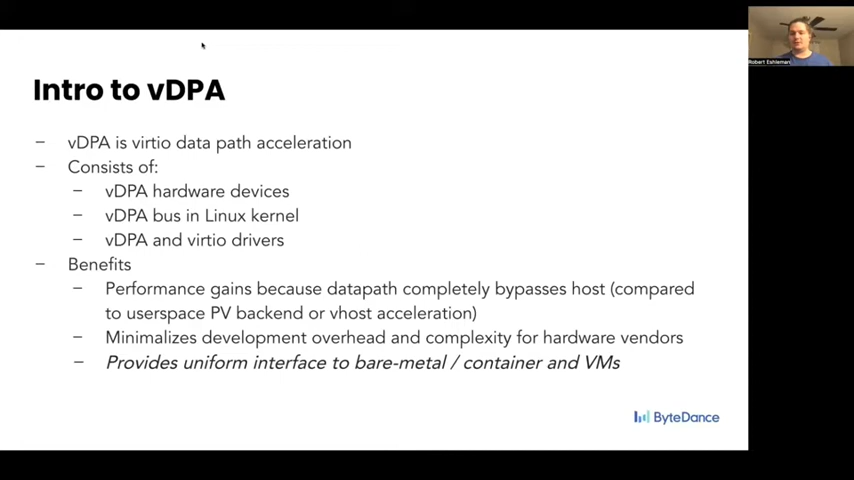 Intro to vDPA
– vDPA is virtio data path acceleration
– Consists of:
– vDPA hardware devices
– vDPA bus in Linux kernel
– vDPA and virtio drivers
– Benefits
– Performance gains because datapath completely bypasses host (compared
to userspace PV backend or vhost acceleration)
– Minimalizes development overhead and complexity for hardware vendors
– Provides uniform interface to bare-metal / container and VMs
ByteDance
Robert Eshleman